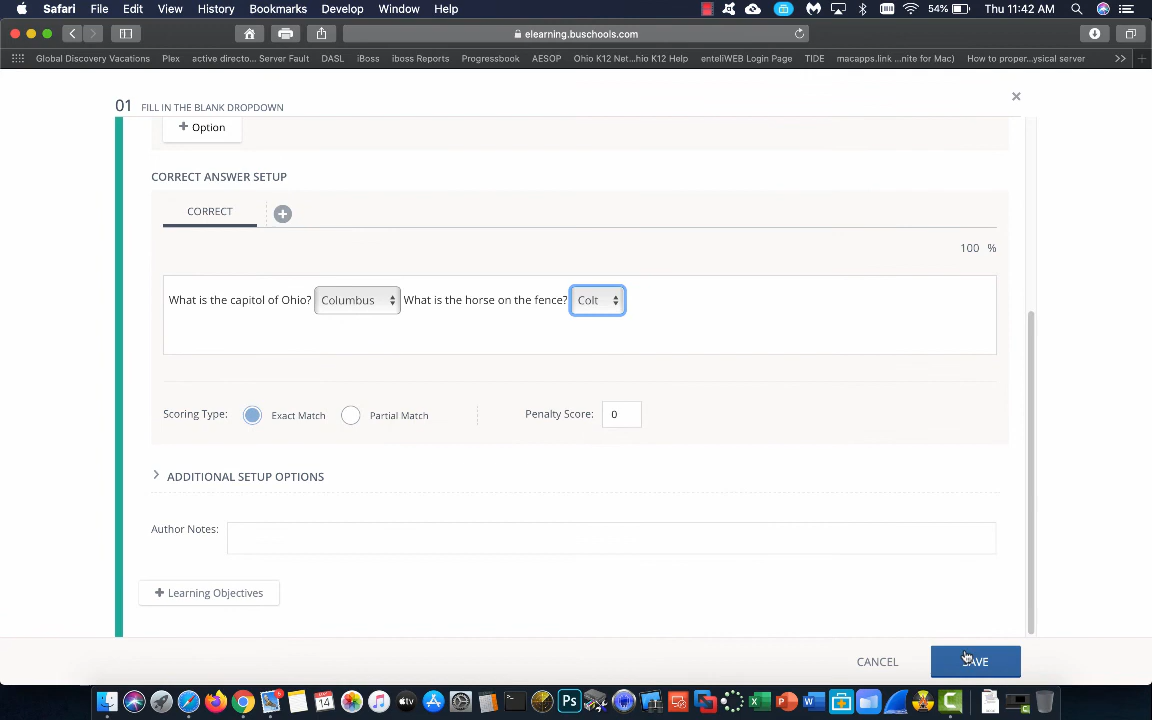 Safari File Edit View History Bookmarks Develop Window Help 54% Thu 11:42 AM
elearning.buschools.com
Global Discovery Vacations Plex active directo... Server Fault DASL iBoss iboss Reports Progressbook AESOP Ohio K12 Net...hio K12 Help enteliWEB Login Page TIDE macapps.link ...nite for Mac) How to proper...ysical server >>
01 FILL IN THE BLANK DROPDOWN
+ Option
CORRECT ANSWER SETUP
CORRECT
100 %
What is the capitol of Ohio? Columbus What is the horse on the fence? Colt
Scoring Type: Exact Match Partial Match Penalty Score: 0
ADDITIONAL SETUP OPTIONS
Author Notes:
+ Learning Objectives
CANCEL SAVE